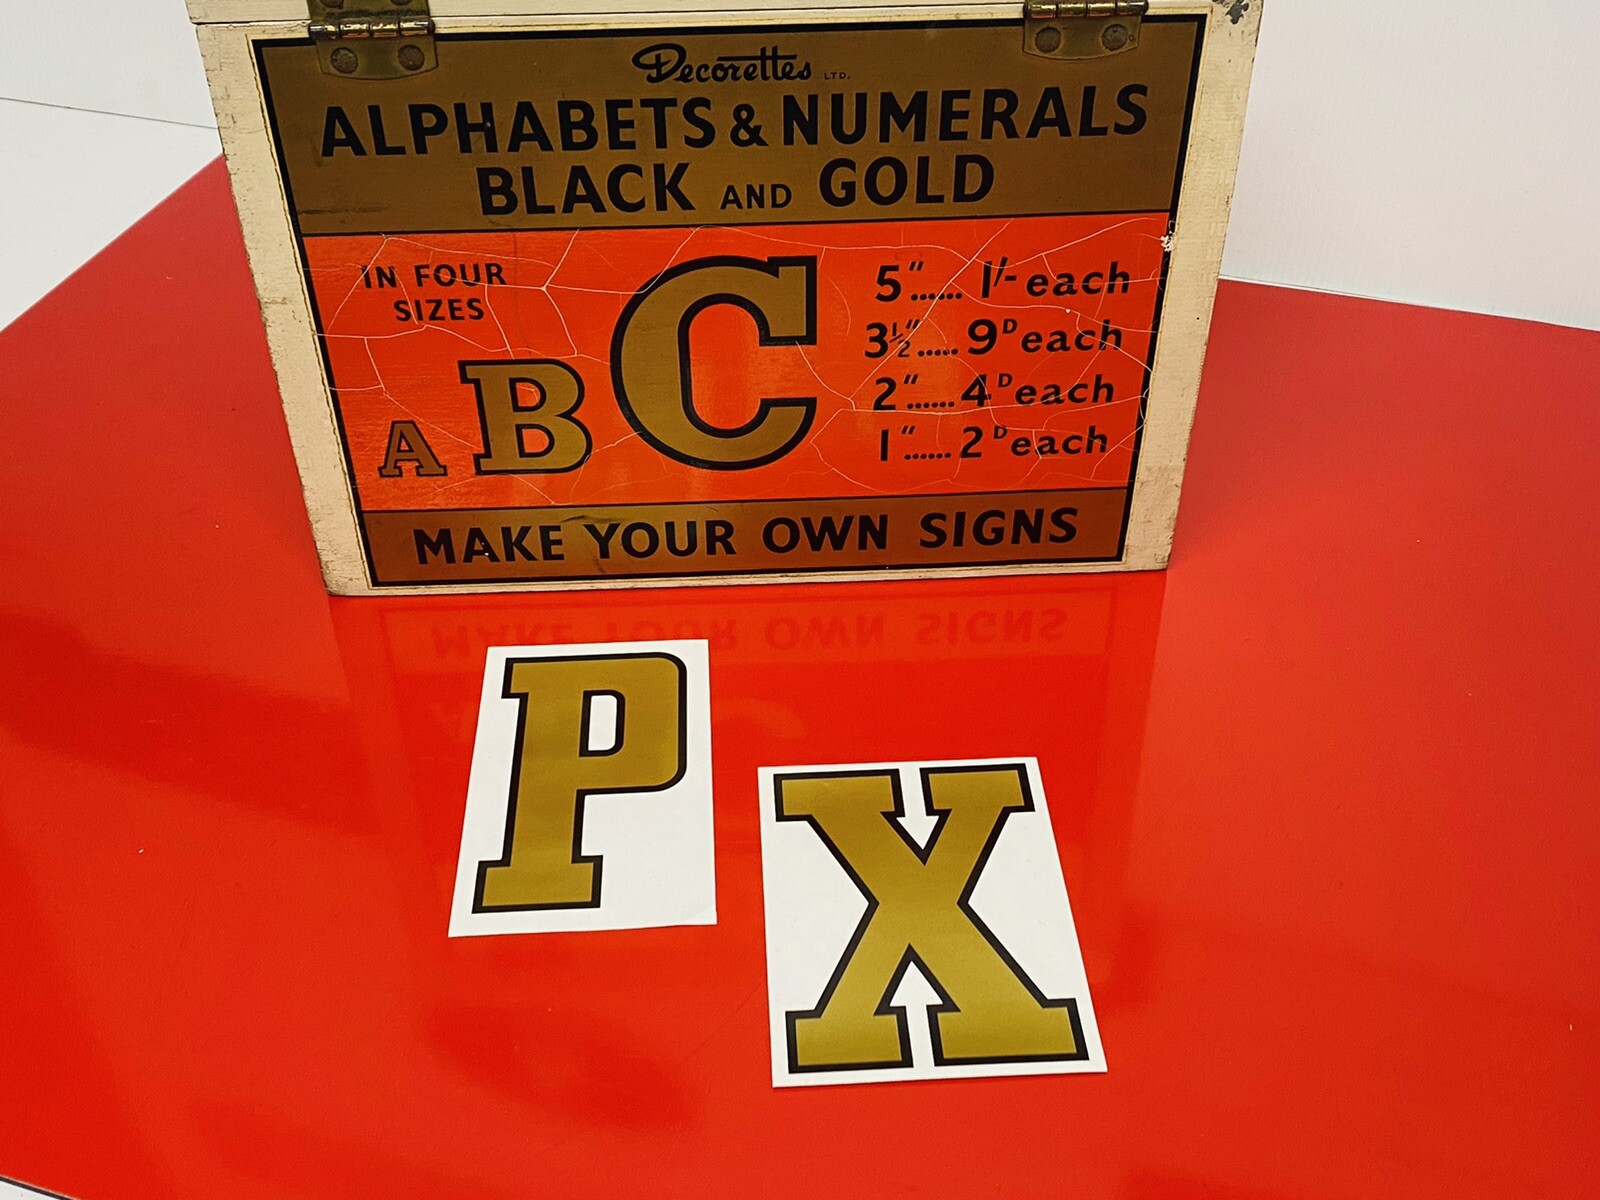 Decorettes LTD.
ALPHABETS & NUMERALS
BLACK AND GOLD
IN FOUR
SIZES
A B C
5"...... 1/- each
3½"..... 9D each
2"...... 4D each
1"...... 2D each
MAKE YOUR OWN SIGNS
P
X